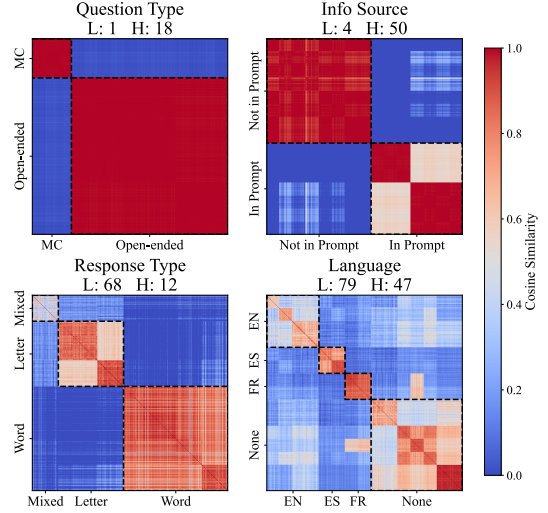 Question Type
L: 1 H: 18
MC
Open-ended
MC Open-ended
Info Source
L: 4 H: 50
Not in Prompt
In Prompt
Not in Prompt In Prompt
Response Type
L: 68 H: 12
Mixed
Letter
Word
Mixed Letter Word
Language
L: 79 H: 47
EN
ES
FR
None
EN ES FR None
1.0
0.8
0.6
0.4
0.2
0.0
Cosine Similarity